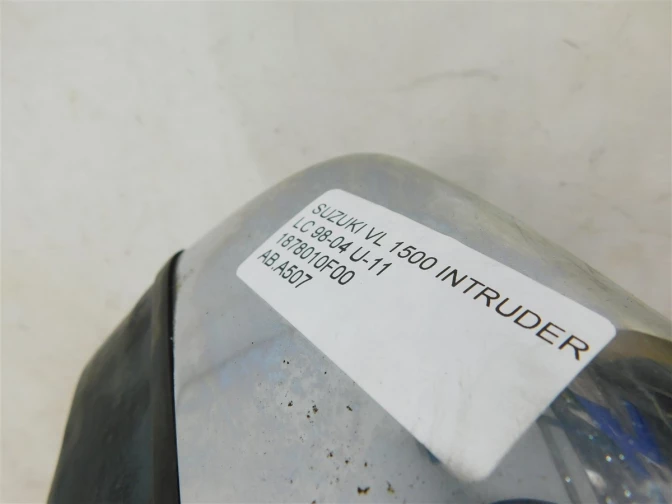 SUZUKI VL 1500 INTRUDER
LC 98-04 U-11
1878010F00
AB.A507